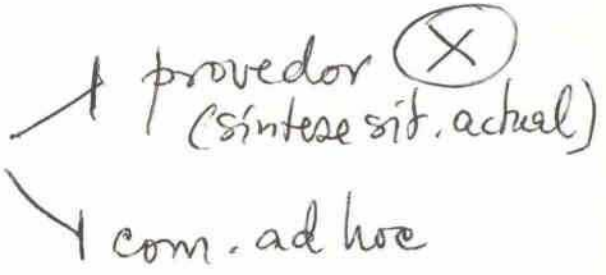 1 provedor X
(síntese sit. actual)
1 com. ad hoc